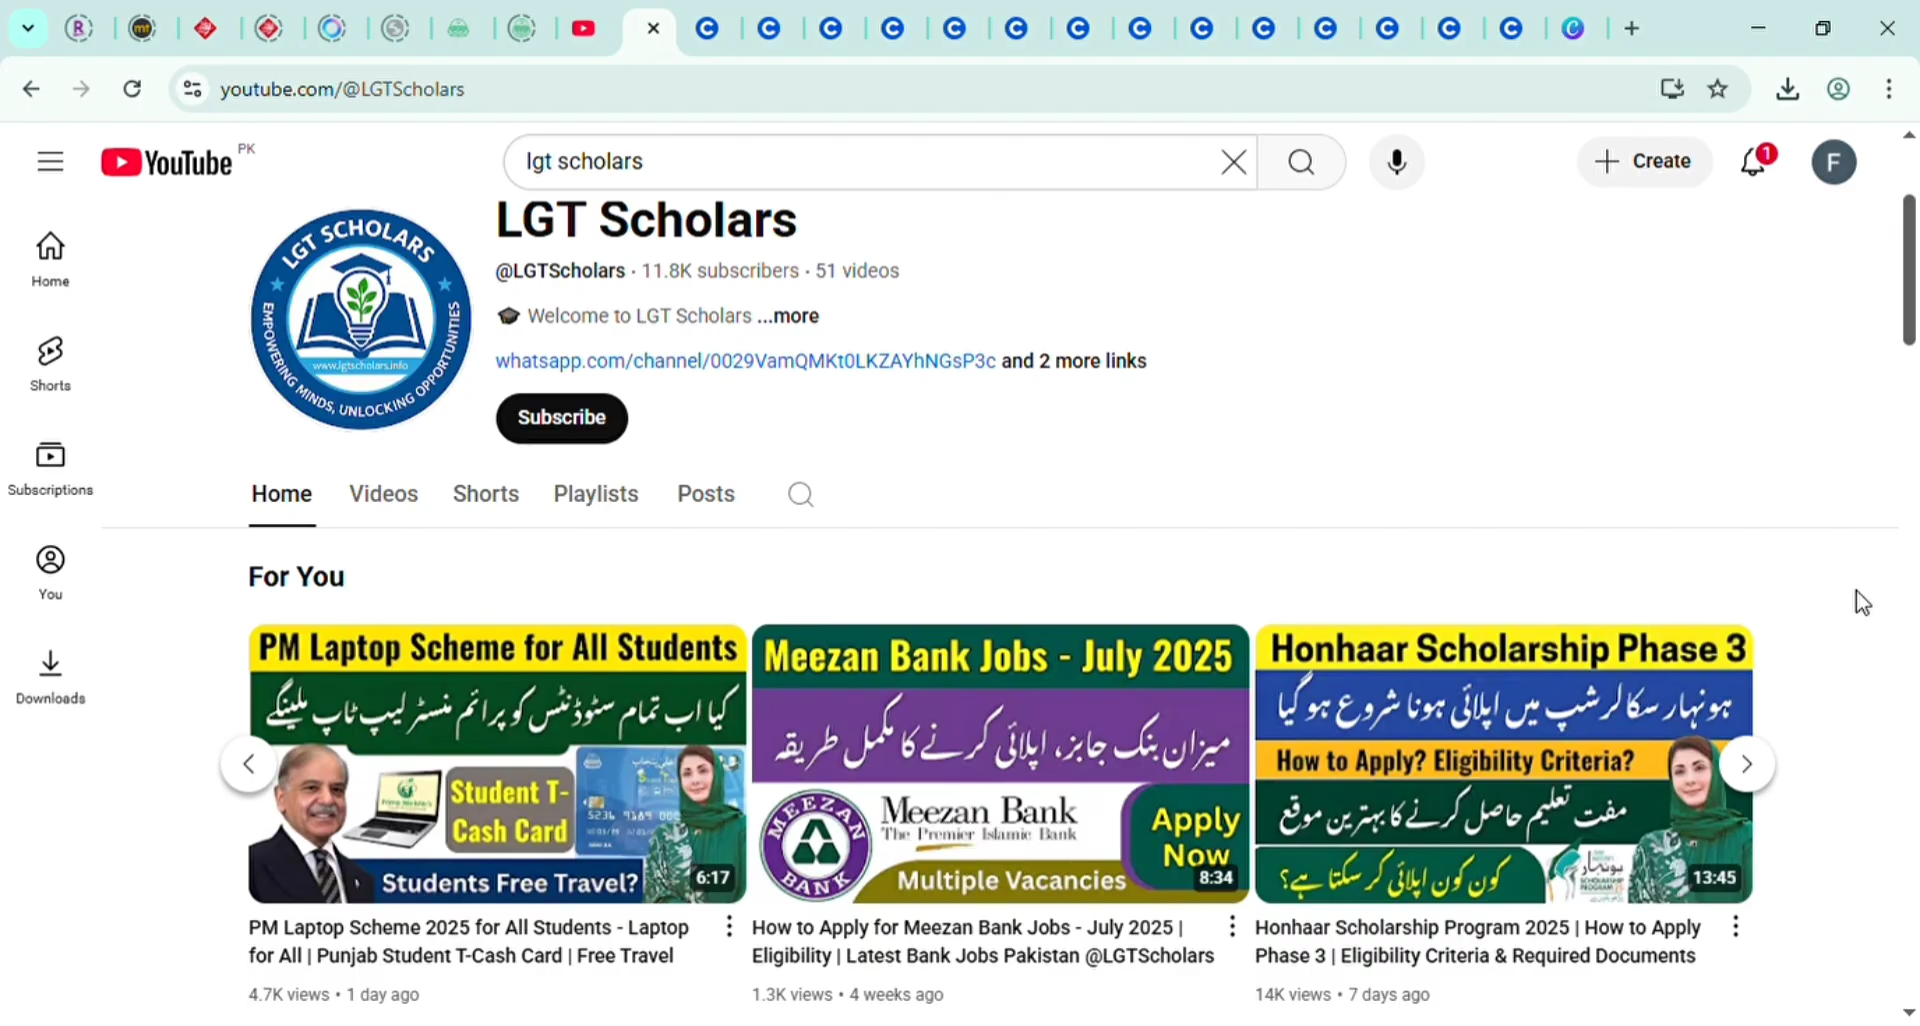 youtube.com/@LGTScholars
YouTube PK
lgt scholars
Create
1
F
Home
Shorts
Subscriptions
You
Downloads
LGT SCHOLARS
www.lgtscholars.info
EMPOWERING MINDS, UNLOCKING OPPORTUNITIES
LGT Scholars
@LGTScholars · 11.8K subscribers · 51 videos
Welcome to LGT Scholars ...more
whatsapp.com/channel/0029VamQMKt0LKZAYhNGsP3c and 2 more links
Subscribe
Home Videos Shorts Playlists Posts
For You
PM Laptop Scheme for All Students
کیا اب تمام سٹوڈنٹس کو پرائم منسٹر لیپ ٹاپ ملینگے
Student T-
Cash Card
Students Free Travel?
6:17
PM Laptop Scheme 2025 for All Students - Laptop
for All | Punjab Student T-Cash Card | Free Travel
4.7K views • 1 day ago
Meezan Bank Jobs - July 2025
میزان بنک جابز، اپلائی کرنے کا مکمل طریقہ
MEEZAN BANK
Meezan Bank
The Premier Islamic Bank
Apply
Now
Multiple Vacancies
8:34
How to Apply for Meezan Bank Jobs - July 2025 |
Eligibility | Latest Bank Jobs Pakistan @LGTScholars
1.3K views • 4 weeks ago
Honhaar Scholarship Phase 3
ہونہار سکالرشپ میں اپلائی ہونا شروع ہو گیا
How to Apply? Eligibility Criteria?
مفت تعلیم حاصل کرنے کا بہترین موقع
کون کون اپلائی کر سکتا ہے؟
ہونہار
13:45
Honhaar Scholarship Program 2025 | How to Apply
Phase 3 | Eligibility Criteria & Required Documents
14K views • 7 days ago